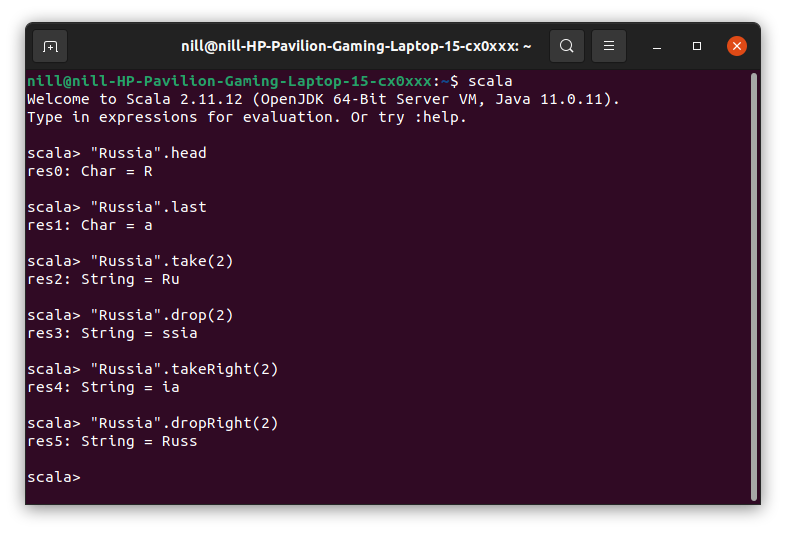 nill@nill-HP-Pavilion-Gaming-Laptop-15-cx0xxx: ~
nill@nill-HP-Pavilion-Gaming-Laptop-15-cx0xxx:~$ scala
Welcome to Scala 2.11.12 (OpenJDK 64-Bit Server VM, Java 11.0.11).
Type in expressions for evaluation. Or try :help.
scala> "Russia".head
res0: Char = R
scala> "Russia".last
res1: Char = a
scala> "Russia".take(2)
res2: String = Ru
scala> "Russia".drop(2)
res3: String = ssia
scala> "Russia".takeRight(2)
res4: String = ia
scala> "Russia".dropRight(2)
res5: String = Russ
scala>